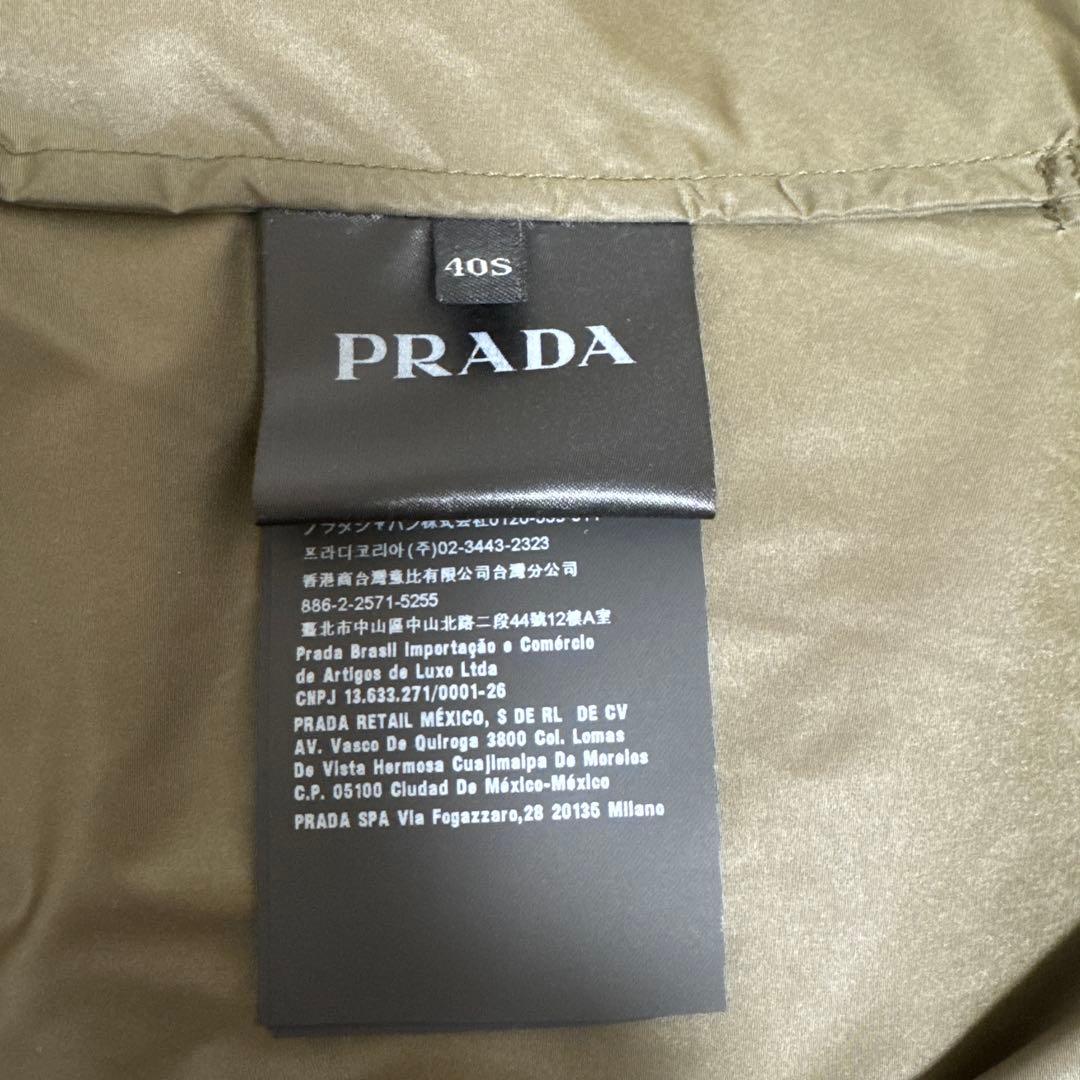 40S
PRADA
프라다코리아(주)02-3443-2323
香港商台灣壹比有限公司台灣分公司
886-2-2571-5255
臺北市中山區中山北路二段44號12樓A室
Prada Brasil Importação e Comércio
de Artigos de Luxo Ltda
CNPJ 13.633.271/0001-26
PRADA RETAIL MÉXICO, S DE RL DE CV
AV. Vasco De Quiroga 3800 Col. Lomas
De Vista Hermosa Cuajimalpa De Morelos
C.P. 05100 Ciudad De México-México
PRADA SPA Via Fogazzaro,28 20135 Milano